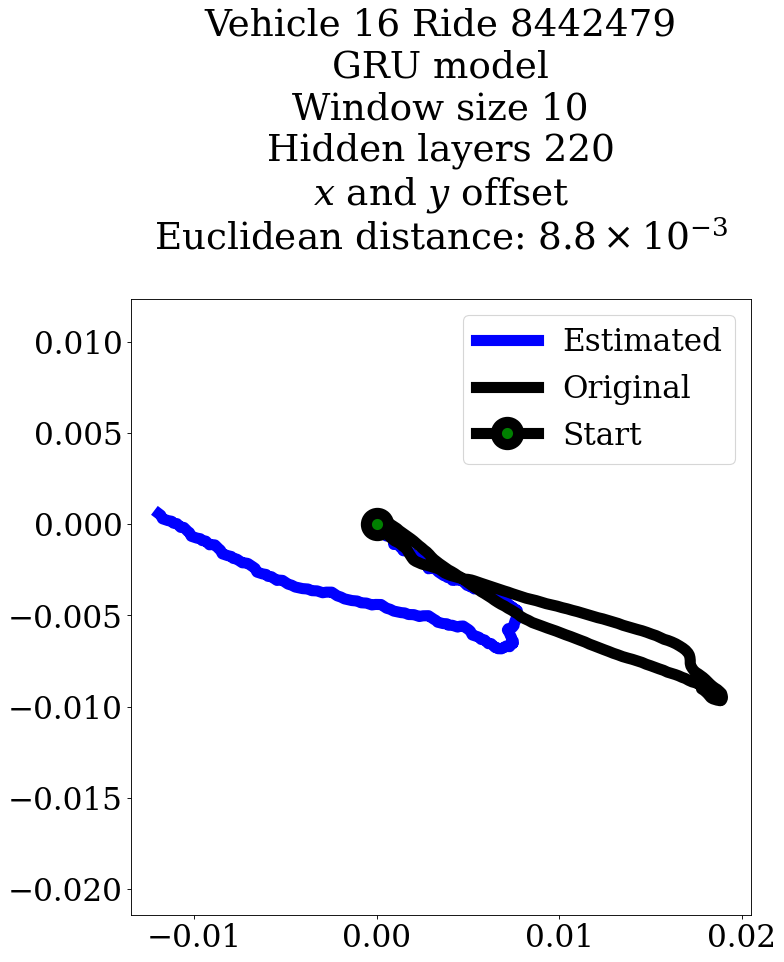 Vehicle 16 Ride 8442479
GRU model
Window size 10
Hidden layers 220
x and y offset
Euclidean distance: 8.8 × 10⁻³
Estimated
Original
Start
0.010
0.005
0.000
−0.005
−0.010
−0.015
−0.020
−0.01
0.00
0.01
0.02